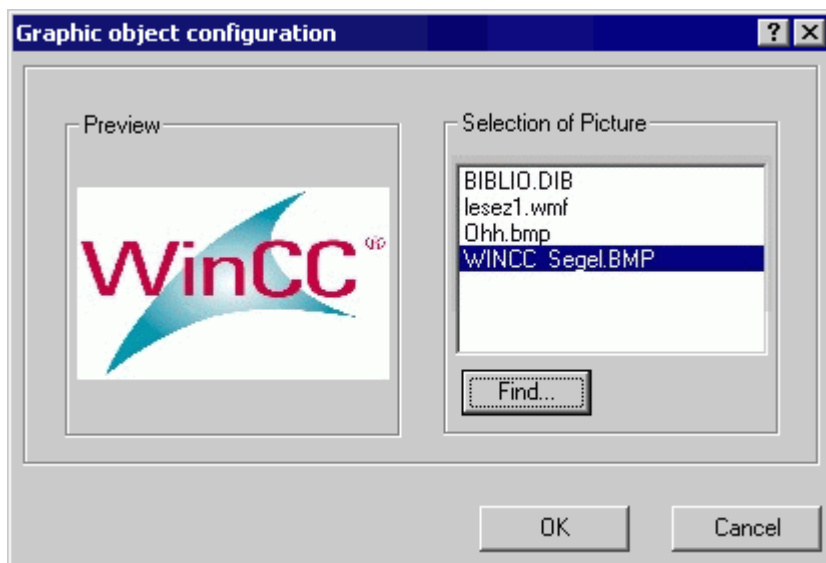 Graphic object configuration
Preview
WinCC®
Selection of Picture
BIBLIO.DIB
lesez1.wmf
Ohh.bmp
WINCC Segel.BMP
Find...
OK
Cancel